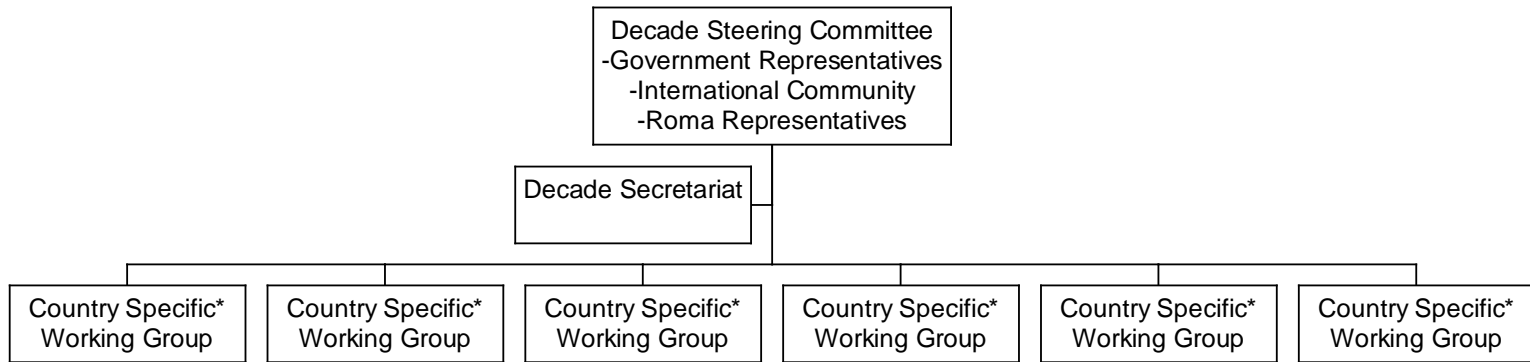 Decade Steering Committee
-Government Representatives
-International Community
-Roma Representatives
Decade Secretariat
Country Specific*
Working Group
Country Specific*
Working Group
Country Specific*
Working Group
Country Specific*
Working Group
Country Specific*
Working Group
Country Specific*
Working Group